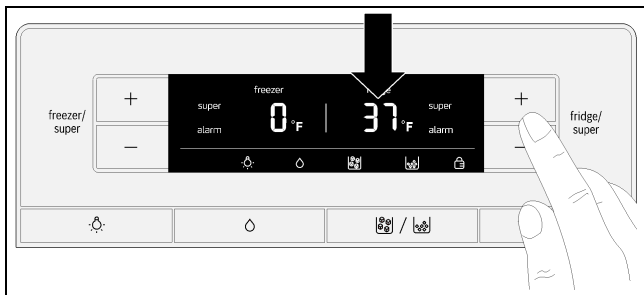 freezer
super
super
0 °F
37 °F
alarm
alarm
+
+
freezer/
super
fridge/
super
−
/